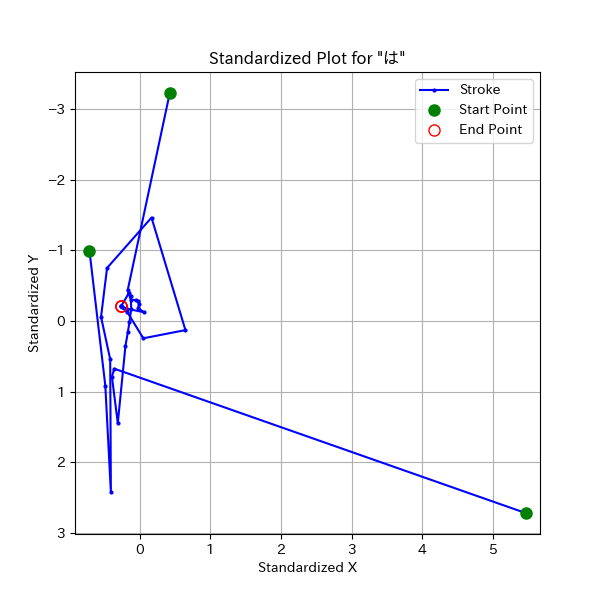 Standardized Plot for "は"
Stroke
Start Point
End Point
Standardized Y
−3
−2
−1
0
1
2
3
0 1 2 3 4 5
Standardized X